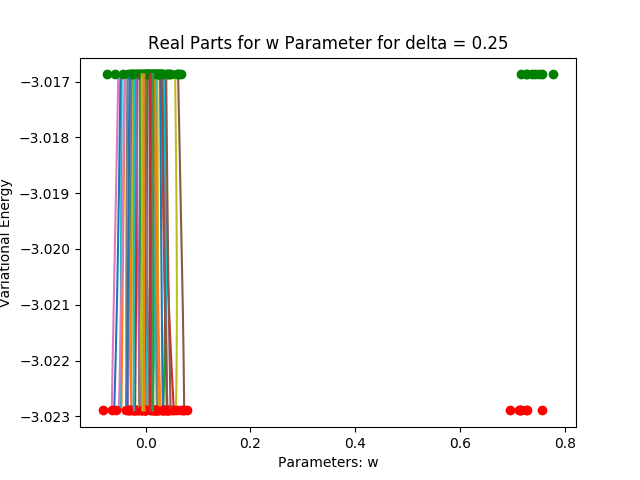 Real Parts for w Parameter for delta = 0.25
Variational Energy
−3.017
−3.018
−3.019
−3.020
−3.021
−3.022
−3.023
0.0 0.2 0.4 0.6 0.8
Parameters: w